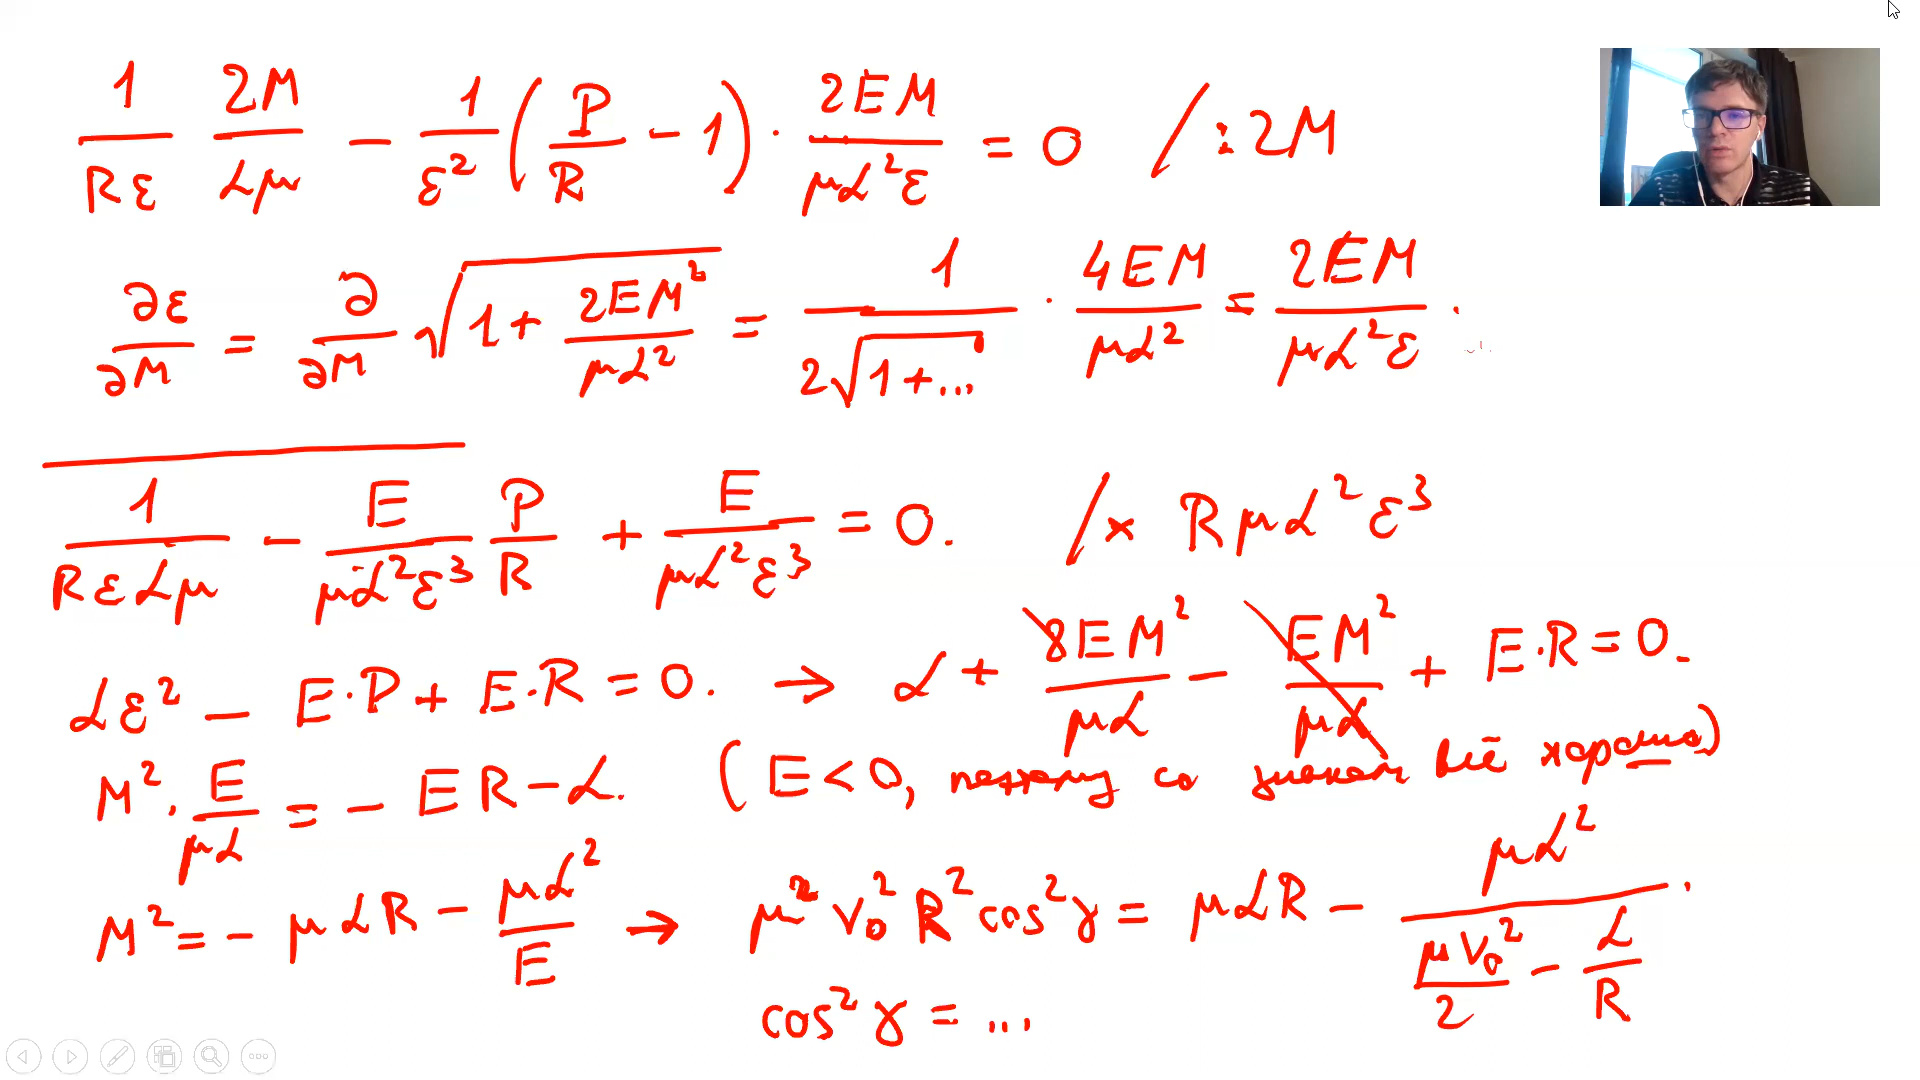 1/(Rε) 2M/(αμ) − 1/ε² (P/R − 1) · 2EM/(μα²ε) = 0 / : 2M
∂ε/∂M = ∂/∂M √(1 + 2EM²/(μα²)) = 1/(2√(1+...)) · 4EM/(μα²) = 2EM/(μα²ε) .
1/(Rεαμ) − E/(μα²ε³) P/R + E/(μα²ε³) = 0. / × Rμα²ε³
αε² − E·P + E·R = 0. → α + 8EM²/(μα) − EM²/(μα) + E·R = 0.
M² · E/(μα) = − ER − α. (E < 0, поэтому со знаком всё хорошо)
M² = − μαR − μα²/E → μ²v₀²R²cos²γ = μαR − μα²/(μv₀²/2 − α/R) .
cos²γ = ...